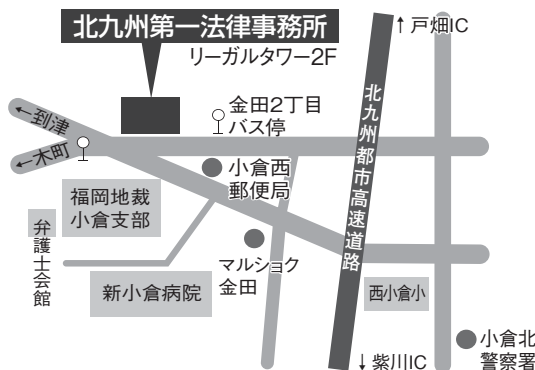 北九州第一法律事務所
リーガルタワー2F
↑戸畑IC
←到津
←木町
金田2丁目
バス停
北九州都市高速道路
小倉西
郵便局
福岡地裁
小倉支部
弁護士会館
新小倉病院
マルショク
金田
西小倉小
小倉北
警察署
↓紫川IC